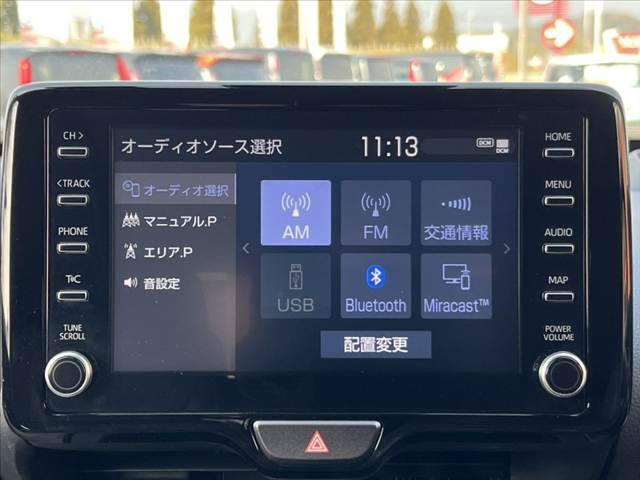 CH >
<TRACK
PHONE
T*C
TUNE
SCROLL
オーディオソース選択 11:13 DCM
DCM
オーディオ選択
マニュアル.P
エリア.P
音設定
AM FM 交通情報
USB Bluetooth Miracast™
配置変更
HOME
MENU
AUDIO
MAP
POWER
VOLUME